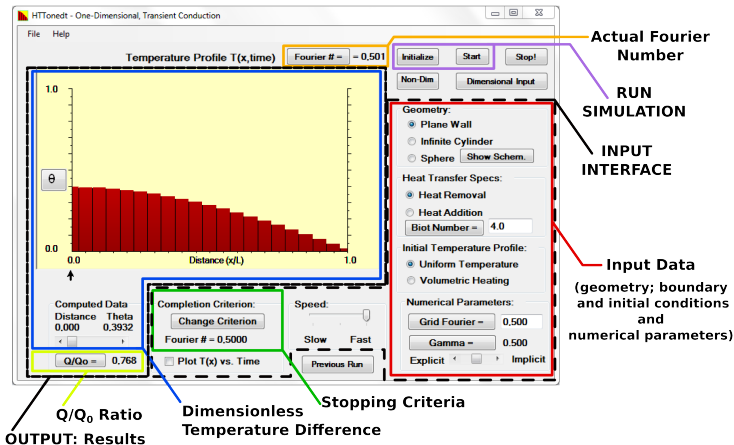 HTTonedt - One-Dimensional, Transient Conduction
File Help
Temperature Profile T(x,time)
Fourier # = = 0,501
Initialize
Start
Stop!
Non-Dim
Dimensional Input
1.0
θ
0.0
0.0
Distance (x/L)
1.0
Geometry:
Plane Wall
Infinite Cylinder
Sphere
Show Schem.
Heat Transfer Specs:
Heat Removal
Heat Addition
Biot Number = 4.0
Initial Temperature Profile:
Uniform Temperature
Volumetric Heating
Numerical Parameters:
Grid Fourier = 0,500
Gamma = 0.500
Explicit Implicit
Computed Data
Distance Theta
0.000 0.3932
Q/Qo = 0,768
Completion Criterion:
Change Criterion
Fourier # = 0,5000
Plot T(x) vs. Time
Speed:
Slow Fast
Previous Run
Actual Fourier
Number
RUN
SIMULATION
INPUT
INTERFACE
Input Data
(geometry; boundary
and initial conditions
and
numerical parameters)
Stopping Criteria
Dimensionless
Temperature Difference
Q/Q₀ Ratio
OUTPUT: Results